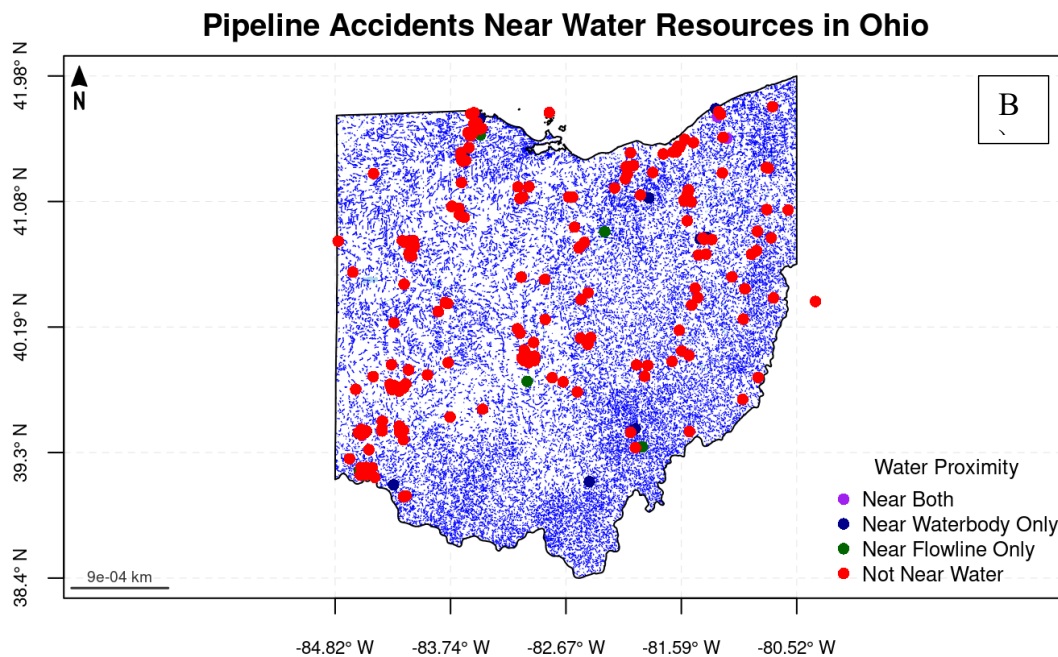 Pipeline Accidents Near Water Resources in Ohio
41.98° N
41.08° N
40.19° N
39.3° N
38.4° N
N
B
、
Water Proximity
Near Both
Near Waterbody Only
Near Flowline Only
Not Near Water
9e-04 km
-84.82° W
-83.74° W
-82.67° W
-81.59° W
-80.52° W